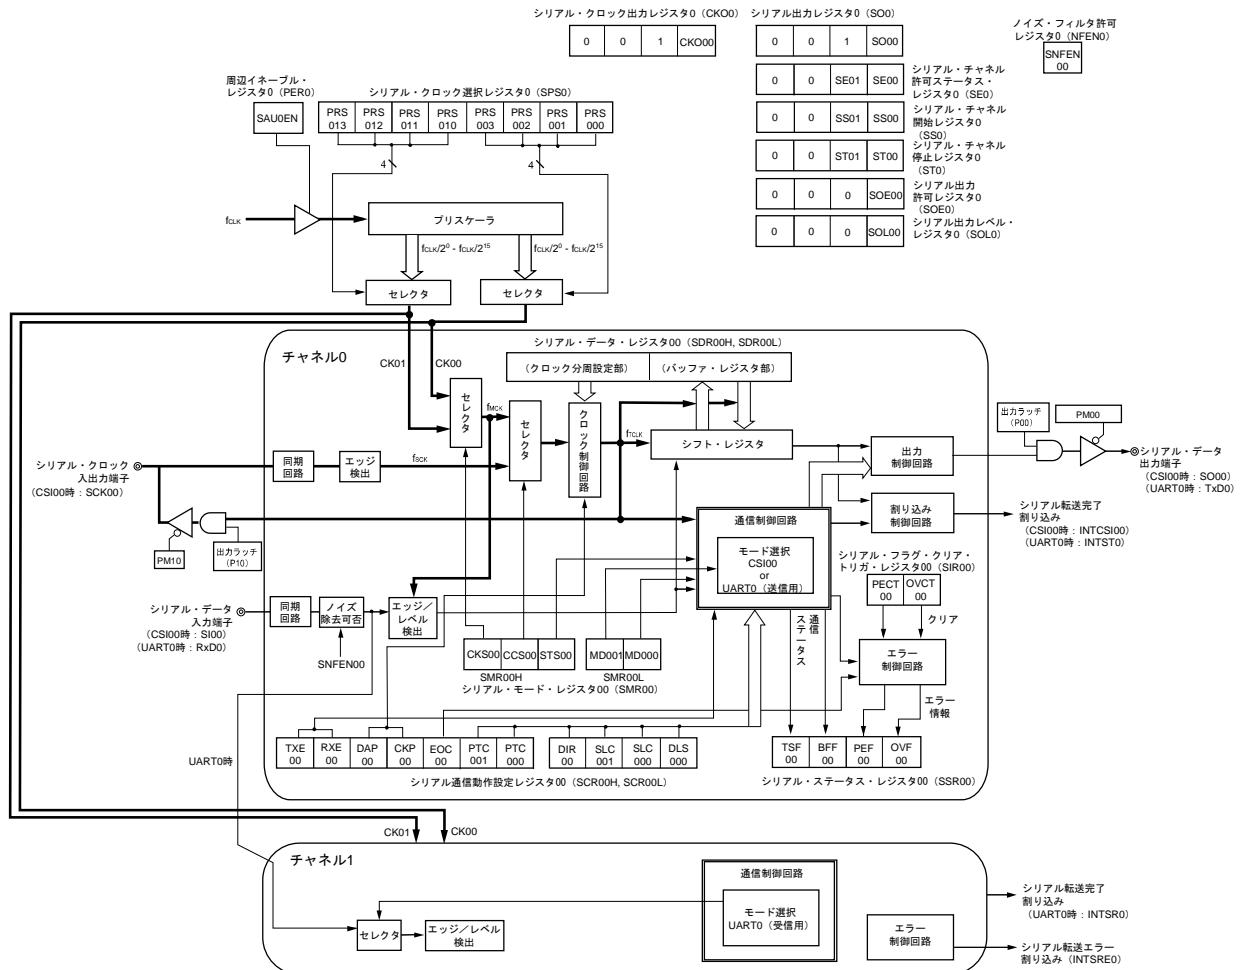 シリアル・クロック出力レジスタ0（CKO0）
0 0 1 CKO00
シリアル出力レジスタ0（SO0）
0 0 1 SO00
ノイズ・フィルタ許可
レジスタ0（NFEN0）
SNFEN
00
0 0 SE01 SE00
シリアル・チャネル
許可ステータス・
レジスタ0（SE0）
0 0 SS01 SS00
シリアル・チャネル
開始レジスタ0
（SS0）
0 0 ST01 ST00
シリアル・チャネル
停止レジスタ0
（ST0）
0 0 0 SOE00
シリアル出力
許可レジスタ0
（SOE0）
0 0 0 SOL00
シリアル出力レベル・
レジスタ0（SOL0）
周辺イネーブル・
レジスタ0（PER0）
SAU0EN
シリアル・クロック選択レジスタ0（SPS0）
PRS PRS PRS PRS PRS PRS PRS PRS
013 012 011 010 003 002 001 000
4 4
fCLK
プリスケーラ
fCLK/2⁰ - fCLK/2¹⁵
fCLK/2⁰ - fCLK/2¹⁵
セレクタ
セレクタ
チャネル0
CK01
CK00
シリアル・データ・レジスタ00（SDR00H, SDR00L）
（クロック分周設定部）
（バッファ・レジスタ部）
セレクタ
fMCK
セレクタ
クロック制御回路
fTCLK
シフト・レジスタ
出力
制御回路
出力ラッチ
（P00）
PM00
シリアル・データ
出力端子
（CSI00時：SO00）
（UART0時：TxD0）
シリアル・クロック
入出力端子
（CSI00時：SCK00）
同期
回路
エッジ
検出
fSCK
PM10
出力ラッチ
（P10）
通信制御回路
モード選択
CSI00
or
UART0（送信用）
割り込み
制御回路
シリアル転送完了
割り込み
（CSI00時：INTCSI00）
（UART0時：INTST0）
シリアル・フラグ・クリア・
トリガ・レジスタ00（SIR00）
PECT OVCT
00 00
クリア
シリアル・データ
入力端子
（CSI00時：SI00）
（UART0時：RxD0）
同期
回路
ノイズ
除去可否
エッジ／
レベル
検出
SNFEN00
CKS00 CCS00 STS00
MD001 MD000
SMR00H
SMR00L
シリアル・モード・レジスタ00（SMR00）
通信
ステータス
エラー
制御回路
エラー
情報
TXE RXE DAP CKP EOC PTC PTC
00 00 00 00 00 001 000
DIR SLC SLC DLS
00 001 000 000
シリアル通信動作設定レジスタ00（SCR00H, SCR00L）
TSF BFF PEF OVF
00 00 00 00
シリアル・ステータス・レジスタ00（SSR00）
UART0時
CK01
CK00
チャネル1
通信制御回路
モード選択
UART0（受信用）
セレクタ
エッジ／レベル
検出
エラー
制御回路
シリアル転送完了
割り込み
（UART0時：INTSR0）
シリアル転送エラー
割り込み（INTSRE0）